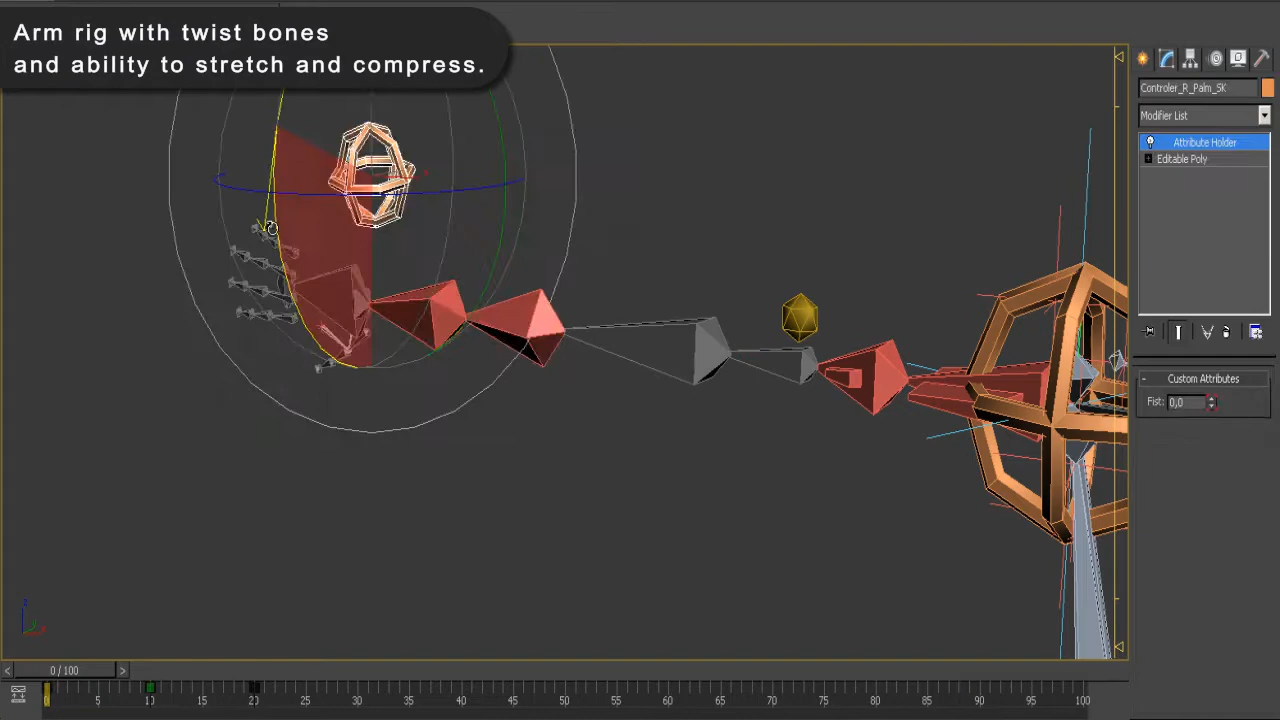 Arm rig with twist bones
and ability to stretch and compress.
Controler_R_Palm_SK
Modifier List
Attribute Holder
Editable Poly
Custom Attributes
Fist: 0,0
0 / 100
0 5 10 15 20 25 30 35 40 45 50 55 60 65 70 75 80 85 90 95 100